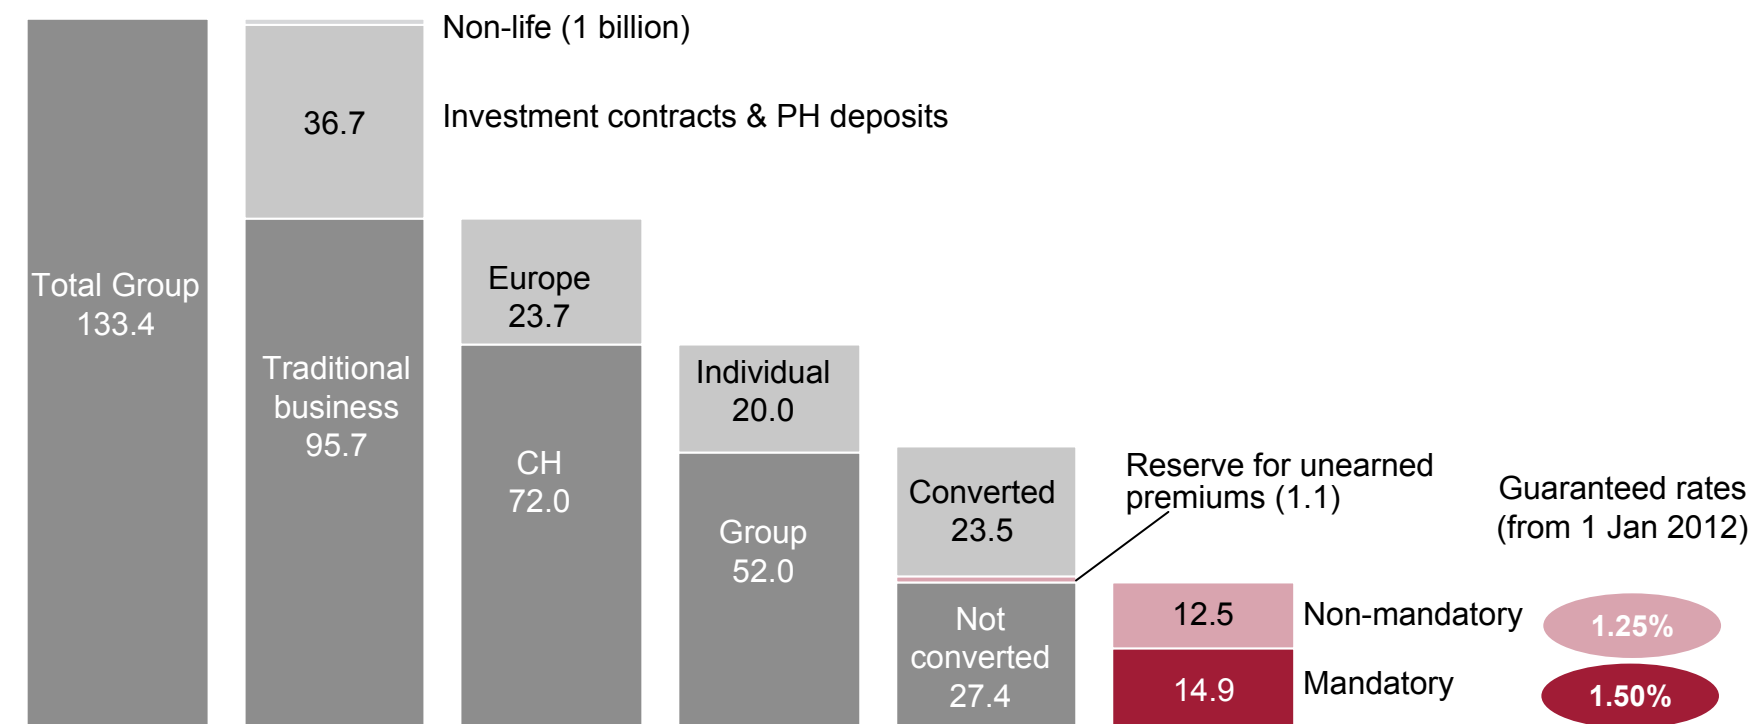 Non-life (1 billion)
36.7
Investment contracts & PH deposits
Total Group
133.4
Traditional
business
95.7
Europe
23.7
CH
72.0
Individual
20.0
Group
52.0
Converted
23.5
Reserve for unearned
premiums (1.1)
Not
converted
27.4
Guaranteed rates
(from 1 Jan 2012)
12.5
Non-mandatory
1.25%
14.9
Mandatory
1.50%